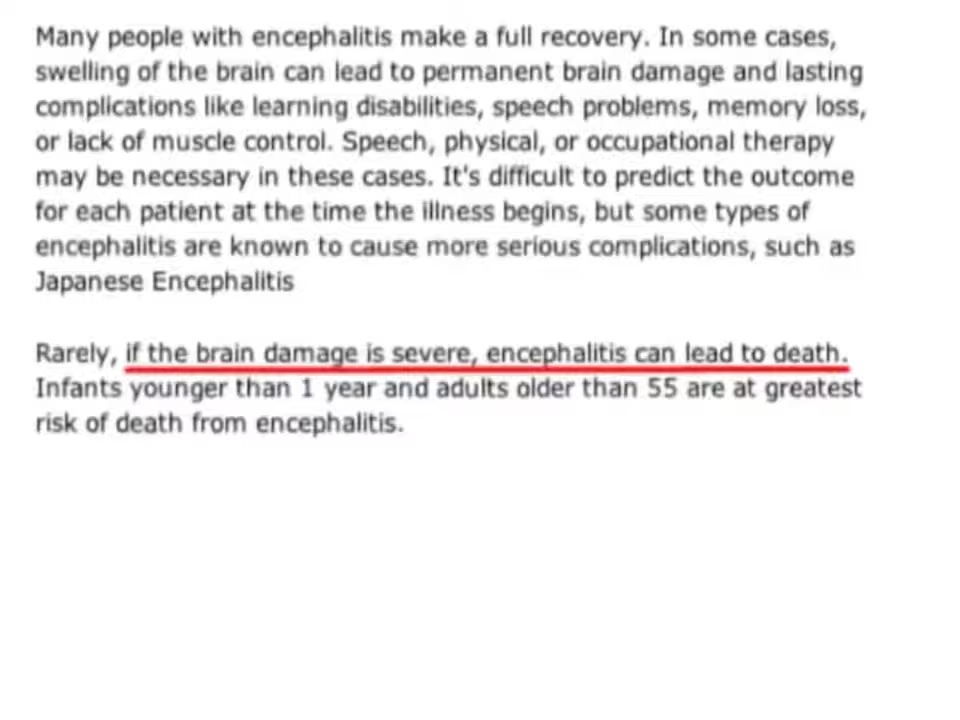 Many people with encephalitis make a full recovery. In some cases,
swelling of the brain can lead to permanent brain damage and lasting
complications like learning disabilities, speech problems, memory loss,
or lack of muscle control. Speech, physical, or occupational therapy
may be necessary in these cases. It's difficult to predict the outcome
for each patient at the time the illness begins, but some types of
encephalitis are known to cause more serious complications, such as
Japanese Encephalitis
Rarely, if the brain damage is severe, encephalitis can lead to death.
Infants younger than 1 year and adults older than 55 are at greatest
risk of death from encephalitis.